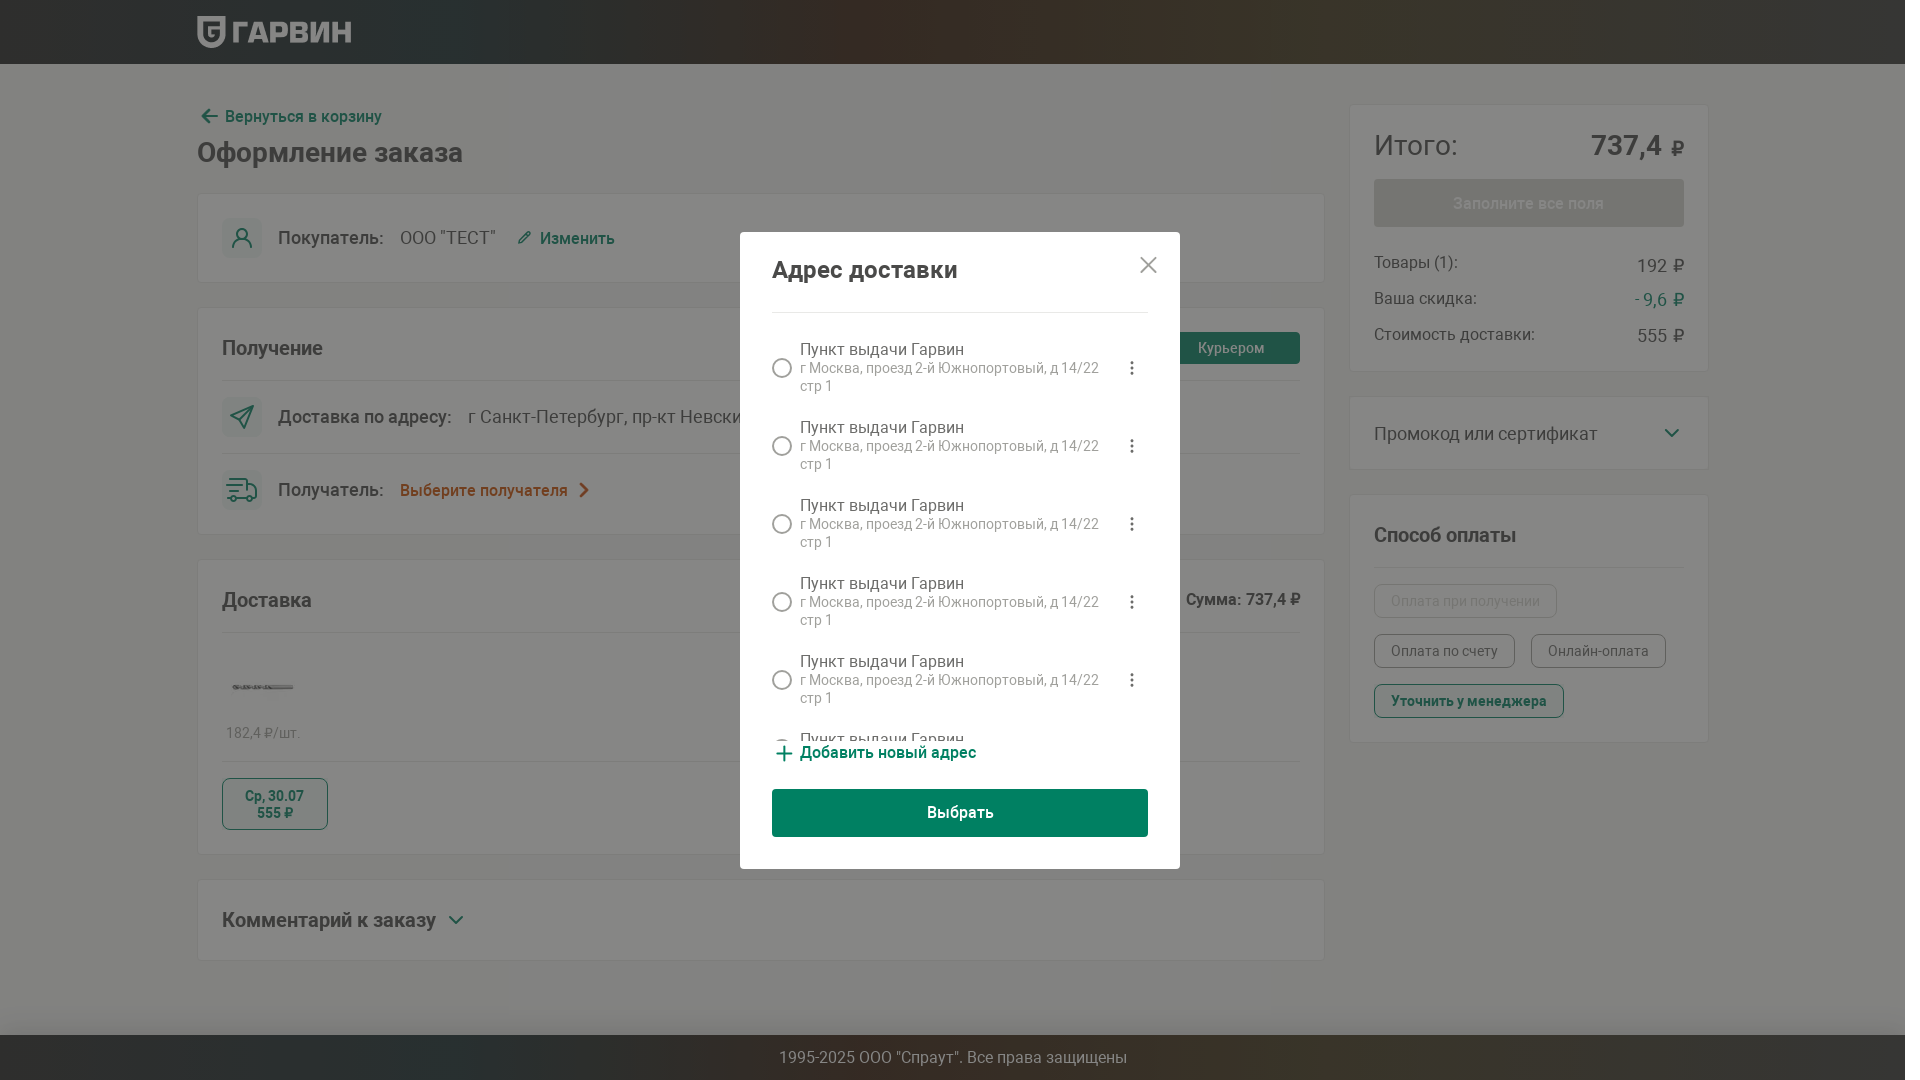 ГАРВИН
Вернуться в корзину
Оформление заказа
Покупатель: ООО "ТЕСТ" Изменить
Получение
Курьером
Доставка по адресу: г Санкт-Петербург, пр-кт Невски
Получатель: Выберите получателя
Доставка
Сумма: 737,4 ₽
182,4 ₽/шт.
Ср, 30.07
555 ₽
Комментарий к заказу
Адрес доставки
Пункт выдачи Гарвин
г Москва, проезд 2-й Южнопортовый, д 14/22
стр 1
Пункт выдачи Гарвин
г Москва, проезд 2-й Южнопортовый, д 14/22
стр 1
Пункт выдачи Гарвин
г Москва, проезд 2-й Южнопортовый, д 14/22
стр 1
Пункт выдачи Гарвин
г Москва, проезд 2-й Южнопортовый, д 14/22
стр 1
Пункт выдачи Гарвин
г Москва, проезд 2-й Южнопортовый, д 14/22
стр 1
Пункт выдачи Гарвин
Добавить новый адрес
Выбрать
Итого: 737,4 ₽
Заполните все поля
Товары (1): 192 ₽
Ваша скидка: - 9,6 ₽
Стоимость доставки: 555 ₽
Промокод или сертификат
Способ оплаты
Оплата при получении
Оплата по счету Онлайн-оплата
Уточнить у менеджера
1995-2025 ООО "Спраут". Все права защищены